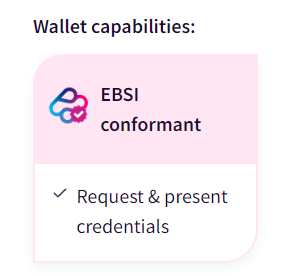 Wallet capabilities:
EBSI
conformant
Request & present
credentials